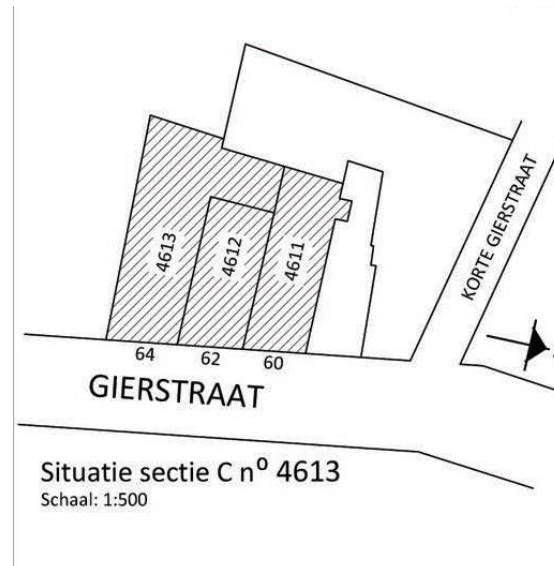 KORTE GIERSTRAAT
4613
4612
4611
64
62
60
GIERSTRAAT
Situatie sectie C nº 4613
Schaal: 1:500